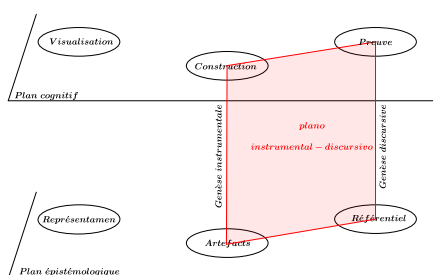 Visualisation
Preuve
Construction
Plan cognitif
Genèse instrumentale
plano
instrumental – discursivo
Genèse discursive
Représentamen
Référentiel
Artefacts
Plan épistémologique